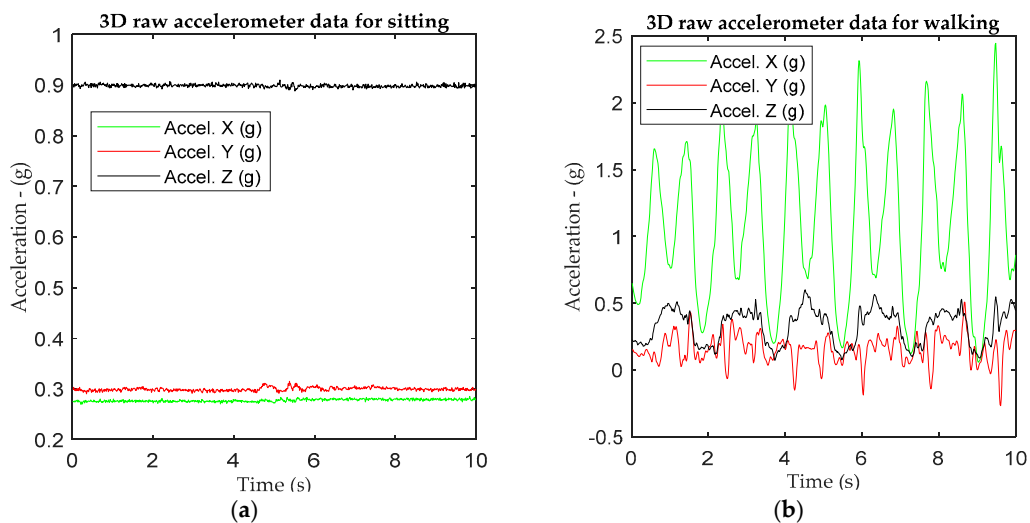 3D raw accelerometer data for sitting
1
0.9
0.8
0.7
0.6
0.5
0.4
0.3
0.2
Acceleration - (g)
Accel. X (g)
Accel. Y (g)
Accel. Z (g)
0 2 4 6 8 10
Time (s)
(a)
3D raw accelerometer data for walking
2.5
2
1.5
1
0.5
0
-0.5
Acceleration - (g)
Accel. X (g)
Accel. Y (g)
Accel. Z (g)
0 2 4 6 8 10
Time (s)
(b)